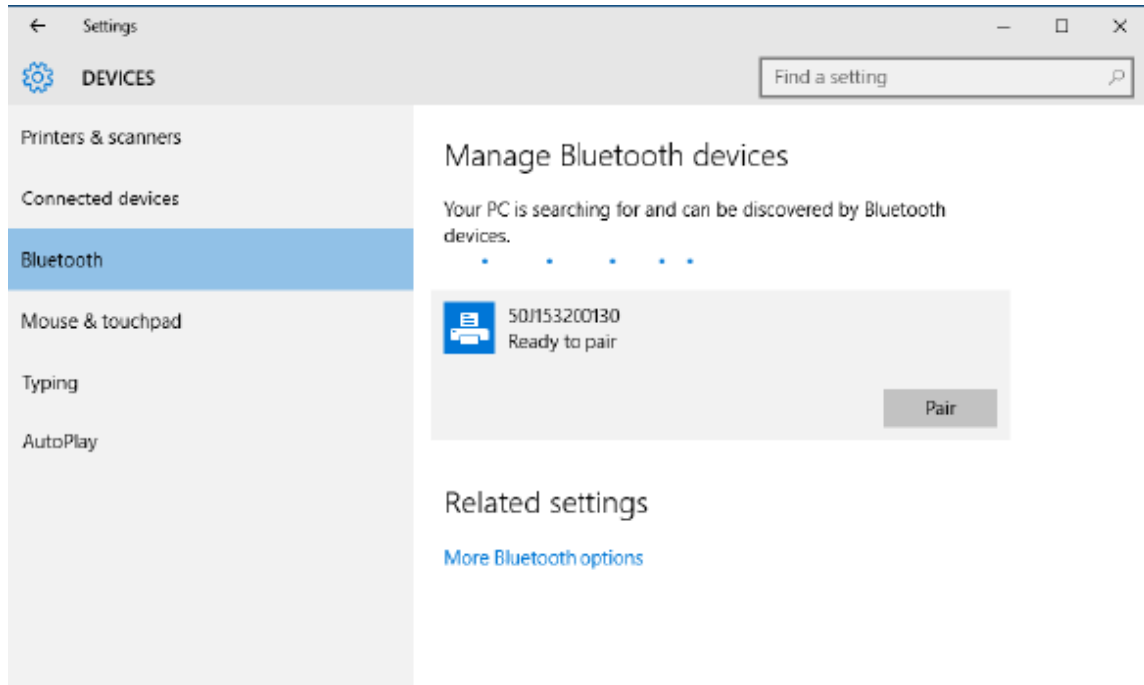 Settings
DEVICES
Find a setting
Printers & scanners
Connected devices
Bluetooth
Mouse & touchpad
Typing
AutoPlay
Manage Bluetooth devices
Your PC is searching for and can be discovered by Bluetooth
devices.
50J153200130
Ready to pair
Pair
Related settings
More Bluetooth options